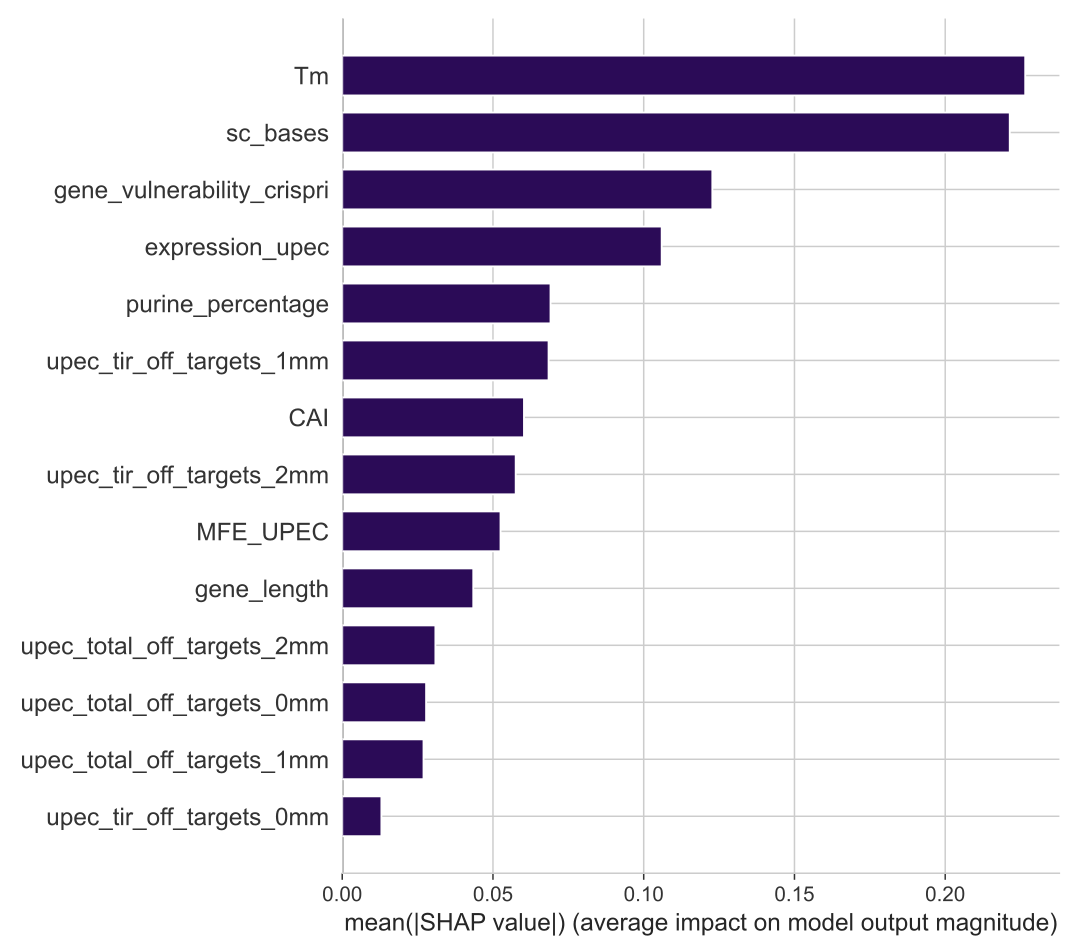 Tm
sc_bases
gene_vulnerability_crispri
expression_upec
purine_percentage
upec_tir_off_targets_1mm
CAI
upec_tir_off_targets_2mm
MFE_UPEC
gene_length
upec_total_off_targets_2mm
upec_total_off_targets_0mm
upec_total_off_targets_1mm
upec_tir_off_targets_0mm
0.00 0.05 0.10 0.15 0.20
mean(|SHAP value|) (average impact on model output magnitude)